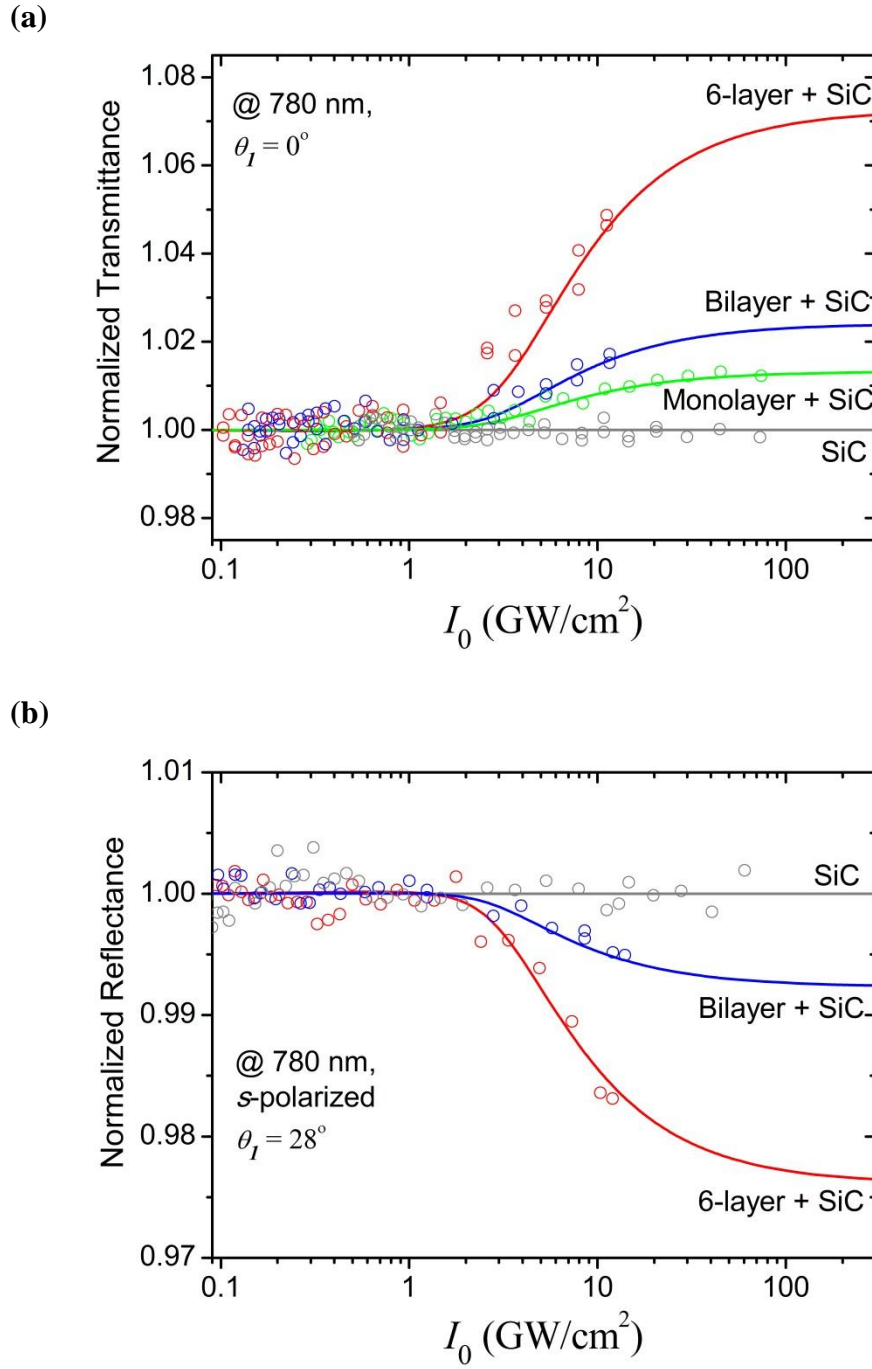 (a)
1.08
1.06
1.04
1.02
1.00
0.98
Normalized Transmittance
@ 780 nm,
θ1 = 0°
6-layer + SiC
Bilayer + SiC
Monolayer + SiC
SiC
0.1 1 10 100
I0 (GW/cm²)
(b)
1.01
1.00
0.99
0.98
0.97
Normalized Reflectance
SiC
Bilayer + SiC
@ 780 nm,
s-polarized
θ1 = 28°
6-layer + SiC
0.1 1 10 100
I0 (GW/cm²)